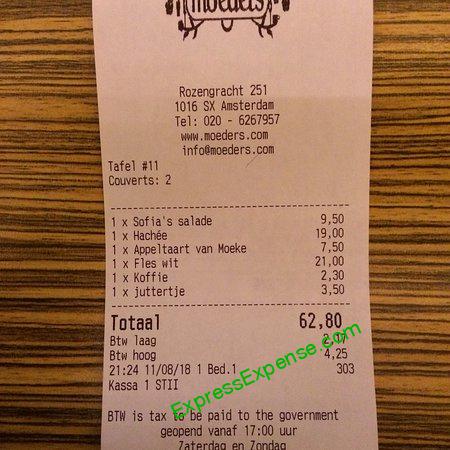 moeders
Rozengracht 251
1016 SX Amsterdam
Tel: 020 - 6267957
www.moeders.com
info@moeders.com
Tafel #11
Couverts: 2
1 x Sofia's salade 9,50
1 x Hachée 19,00
1 x Appeltaart van Moeke 7,50
1 x Fles wit 21,00
1 x Koffie 2,30
1 x juttertje 3,50
Totaal 62,80
Btw laag 2,17
Btw hoog 4,25
21:24 11/08/18 1 Bed.1 303
Kassa 1 STII
ExpressExpense.com
BTW is tax to be paid to the government
geopend vanaf 17:00 uur
Zaterdag en Zondag